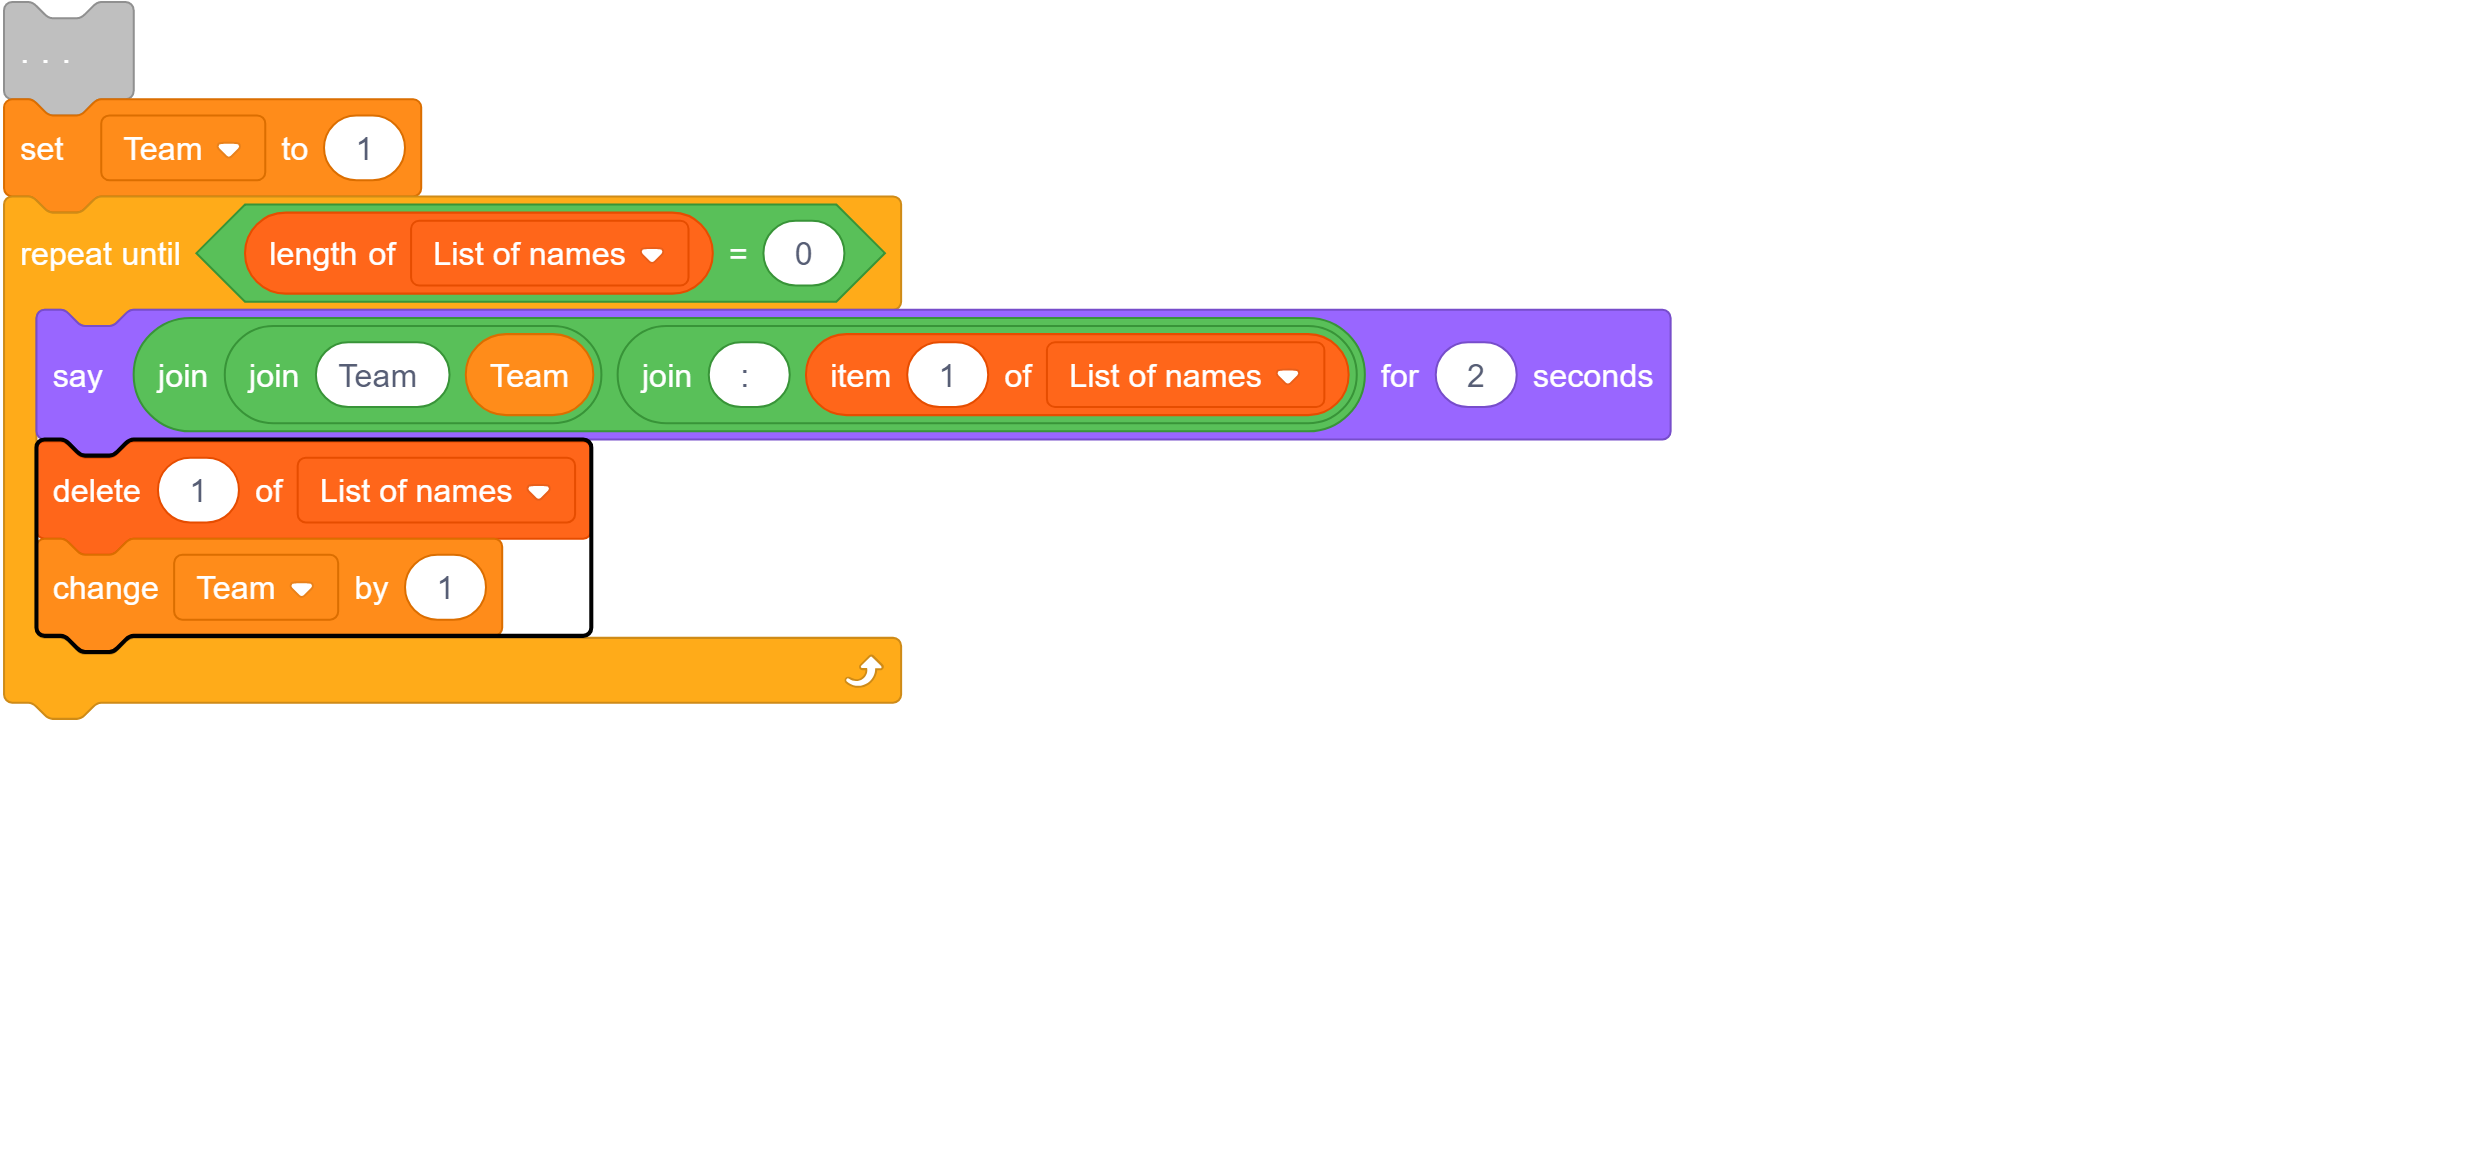 . . .
set Team to 1
repeat until length of List of names = 0
say join join Team Team join : item 1 of List of names for 2 seconds
delete 1 of List of names
change Team by 1